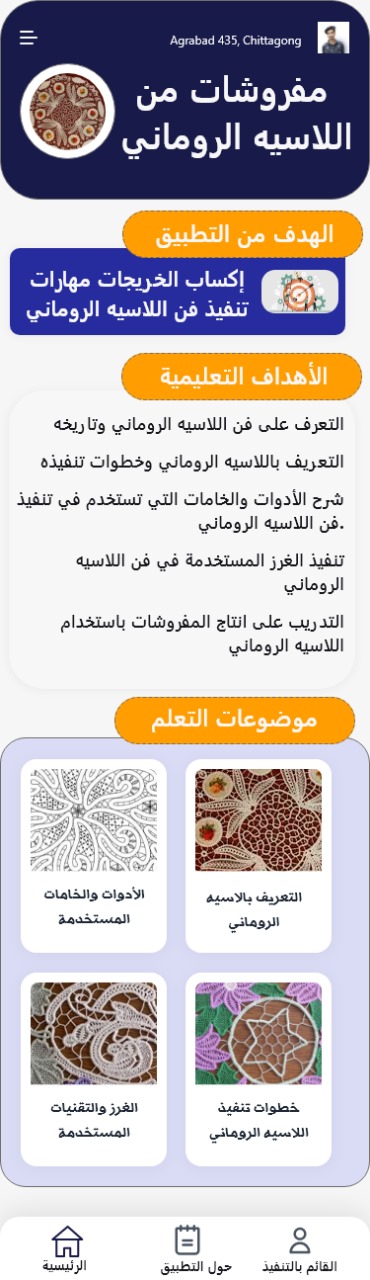 Agrabad 435, Chittagong
مفروشات من
اللاسيه الروماني
الهدف من التطبيق
إكساب الخريجات مهارات
تنفيذ فن اللاسيه الروماني
الأهداف التعليمية
التعرف على فن اللاسيه الروماني وتاريخه
التعريف باللاسيه الروماني وخطوات تنفيذه
شرح الأدوات والخامات التي تستخدم في تنفيذ
.فن اللاسيه الروماني
تنفيذ الغرز المستخدمة في فن اللاسيه
الروماني
التدريب على انتاج المفروشات باستخدام
اللاسيه الروماني
موضوعات التعلم
التعريف بالاسيه
الروماني
الأدوات والخامات
المستخدمة
خطوات تنفيذ
اللاسيه الروماني
الغرز والتقنيات
المستخدمة
القائم بالتنفيذ
حول التطبيق
الرئيسية